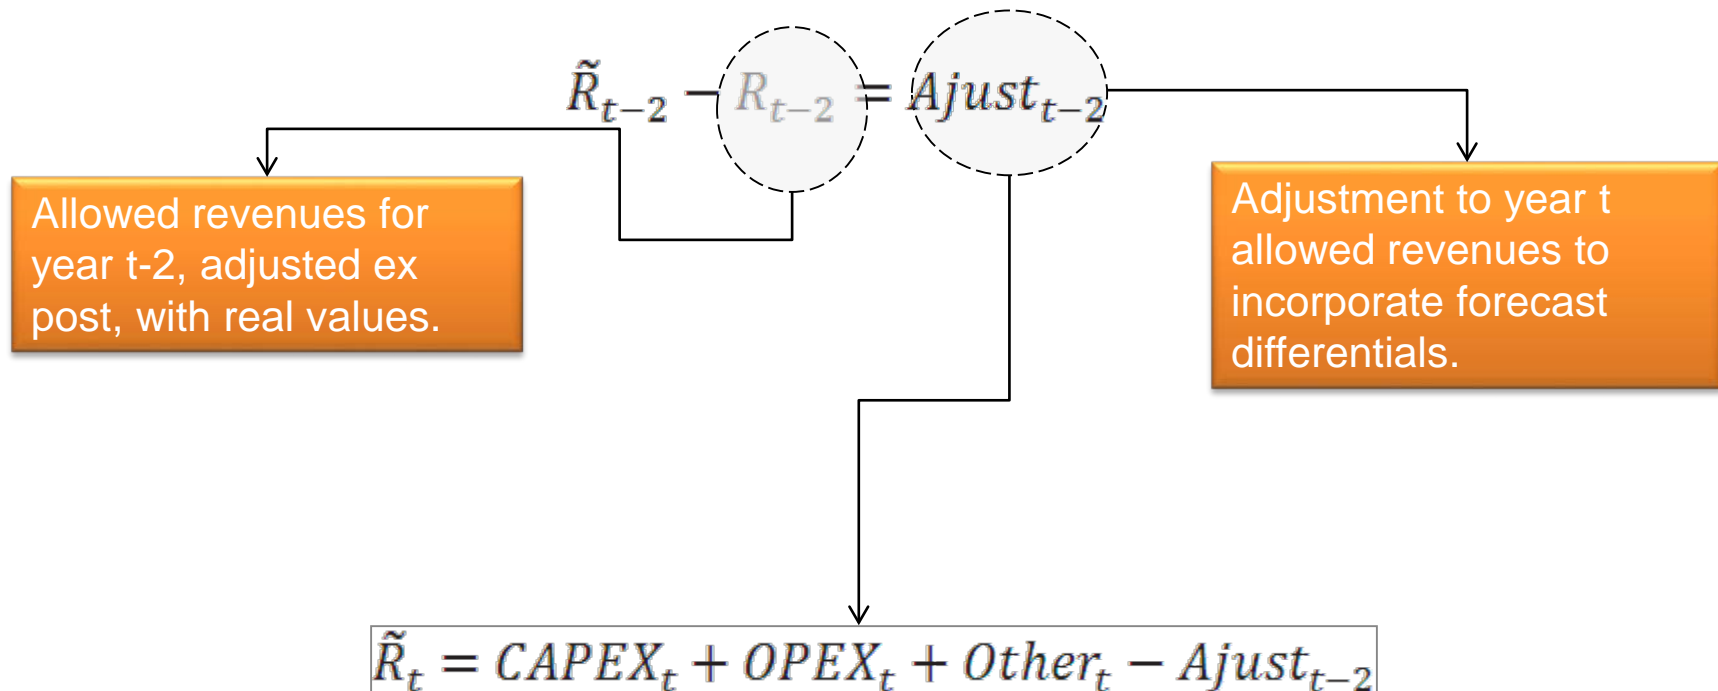 R̃ₜ₋₂ − Rₜ₋₂ = Ajustₜ₋₂
Allowed revenues for
year t-2, adjusted ex
post, with real values.
Adjustment to year t
allowed revenues to
incorporate forecast
differentials.
R̃ₜ = CAPEXₜ + OPEXₜ + Otherₜ − Ajustₜ₋₂